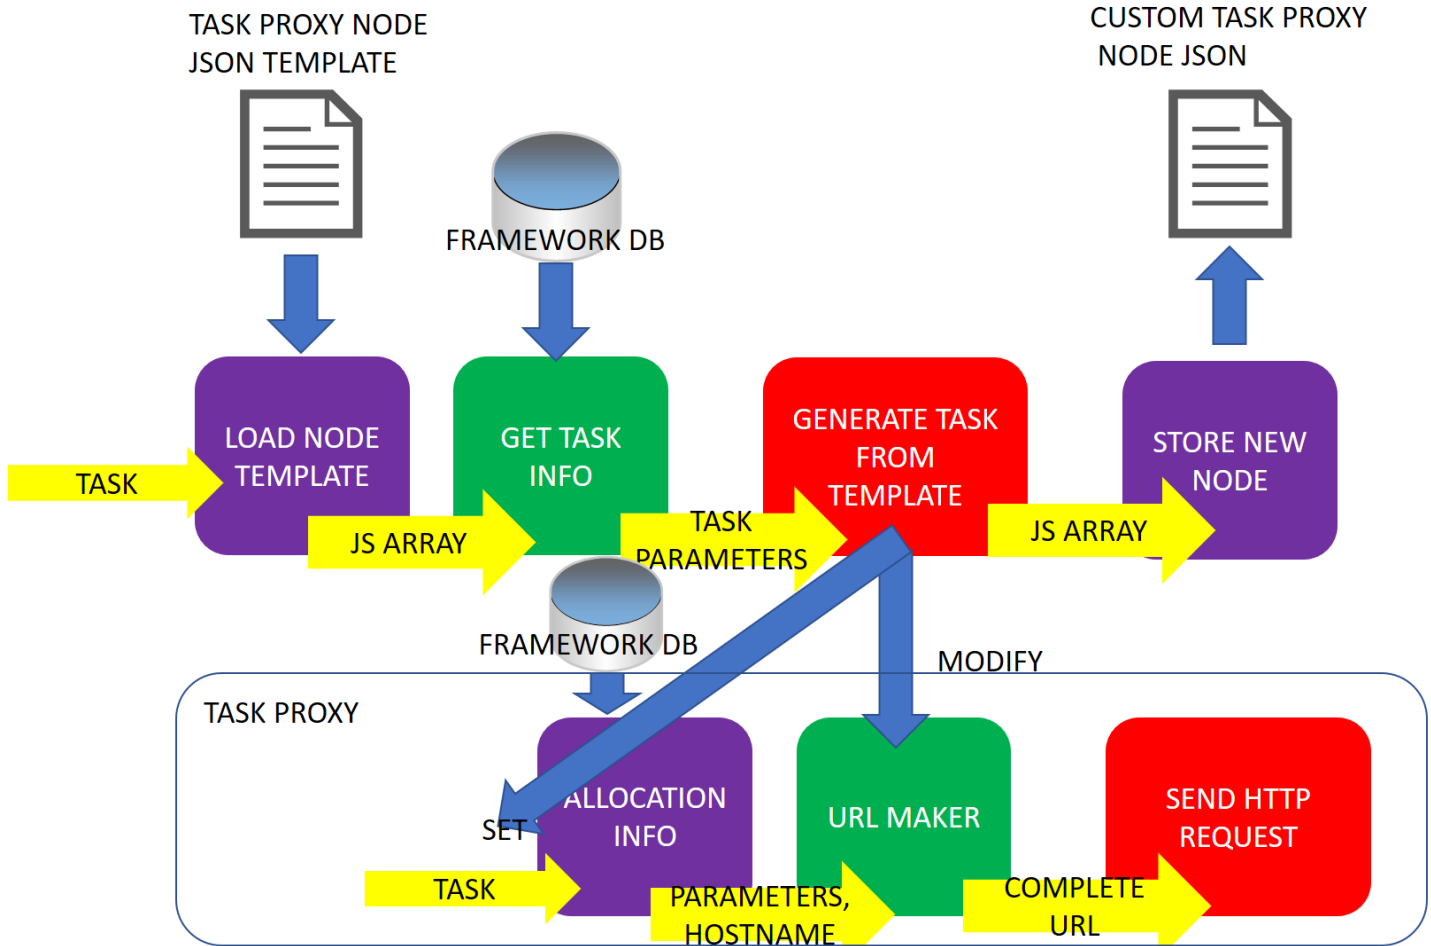 TASK PROXY NODE
JSON TEMPLATE
CUSTOM TASK PROXY
NODE JSON
FRAMEWORK DB
LOAD NODE
TEMPLATE
GET TASK
INFO
GENERATE TASK
FROM
TEMPLATE
STORE NEW
NODE
TASK
JS ARRAY
TASK
PARAMETERS
JS ARRAY
FRAMEWORK DB
MODIFY
TASK PROXY
ALLOCATION
INFO
URL MAKER
SEND HTTP
REQUEST
SET
TASK
PARAMETERS,
HOSTNAME
COMPLETE
URL